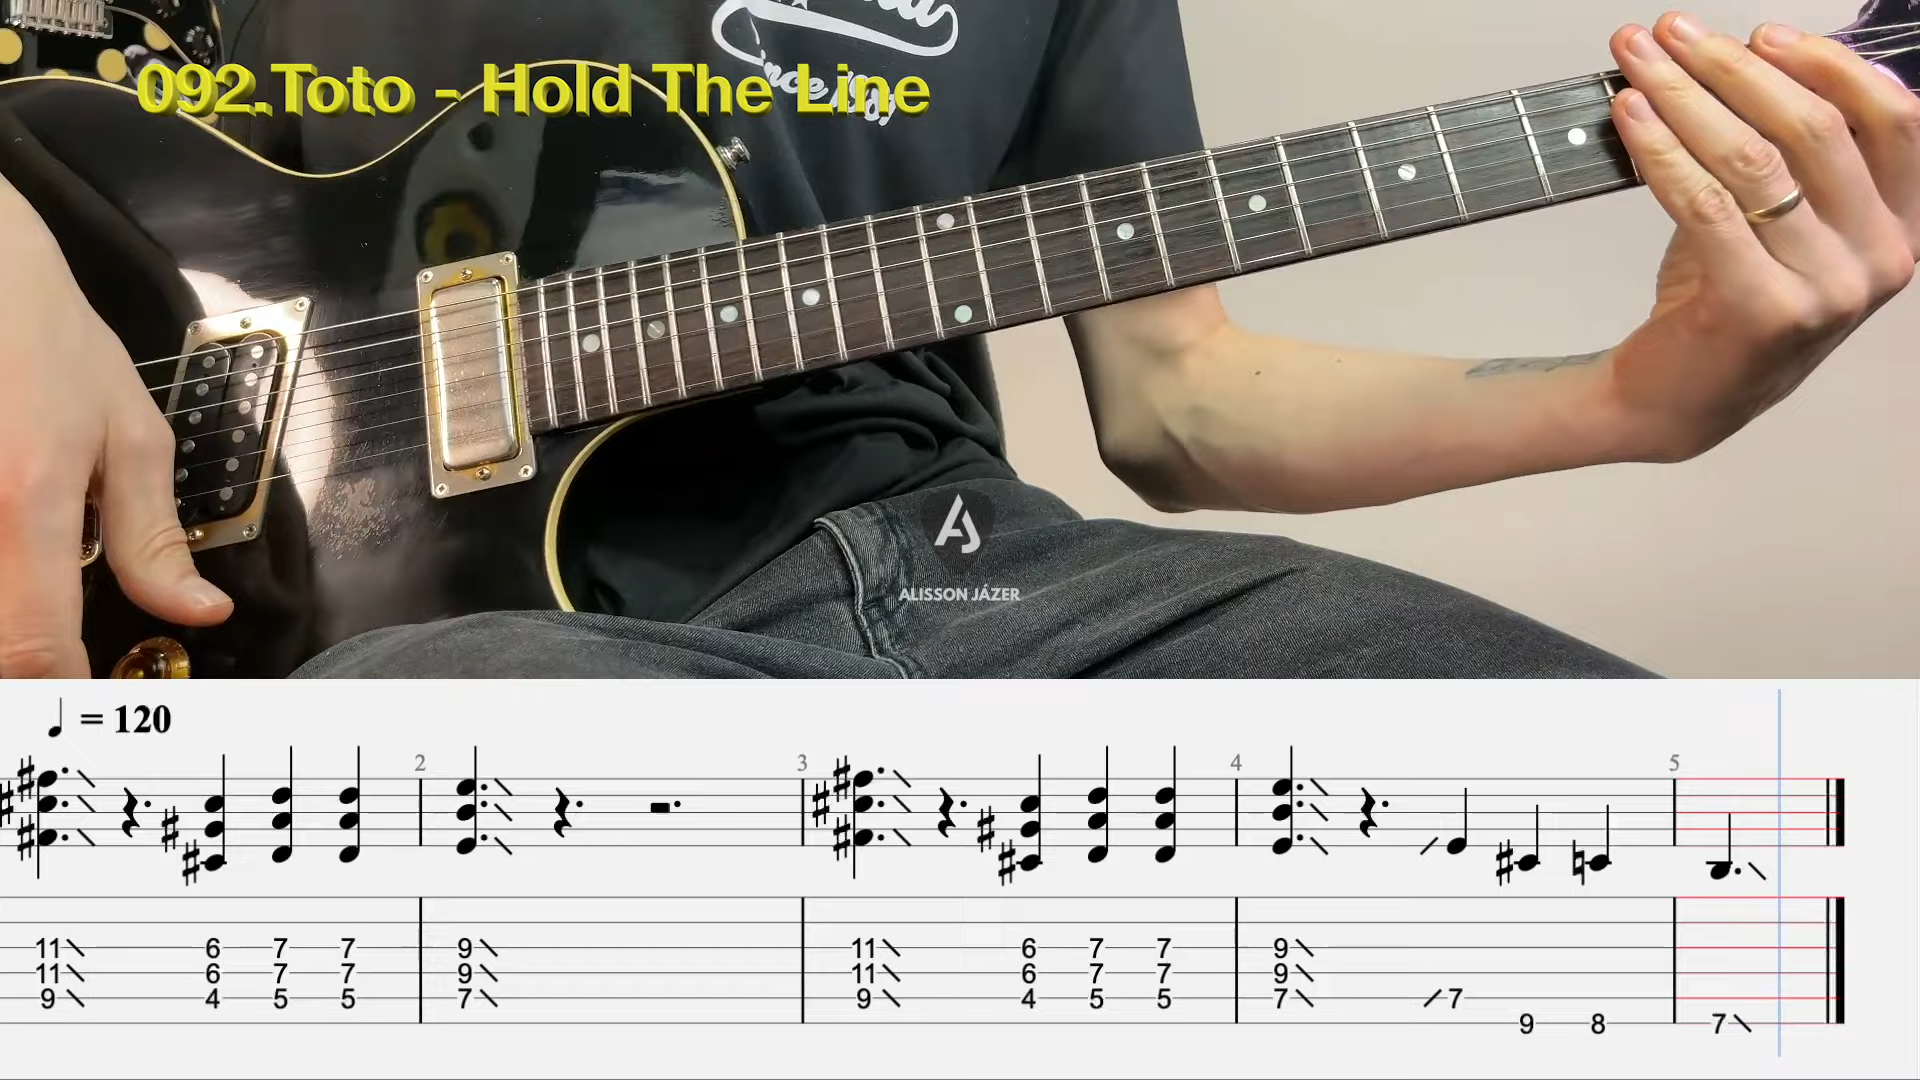 092.Toto - Hold The Line
Since 1987
ALISSON JÁZER
= 120
2 3 4 5
11 6 7 7 9 11 6 7 7 9
11 6 7 7 9 11 6 7 7 9
9 4 5 5 7 9 4 5 5 7 7
9 8 7